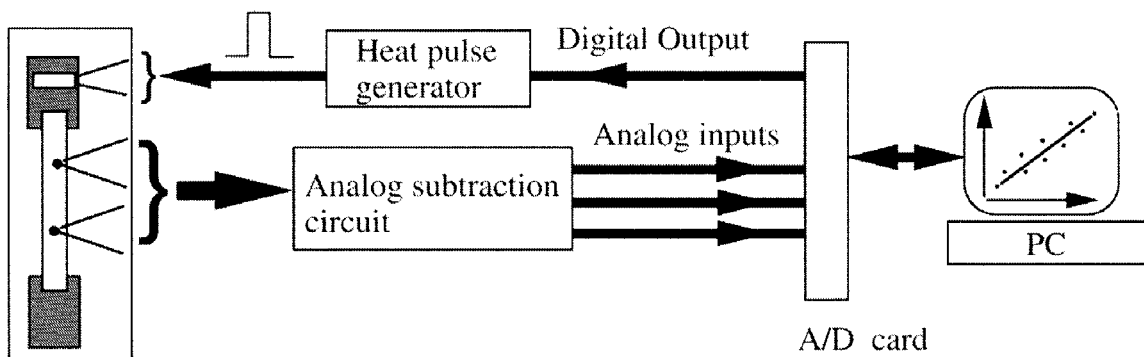 Heat pulse
generator
Digital Output
Analog inputs
Analog subtraction
circuit
PC
A/D card